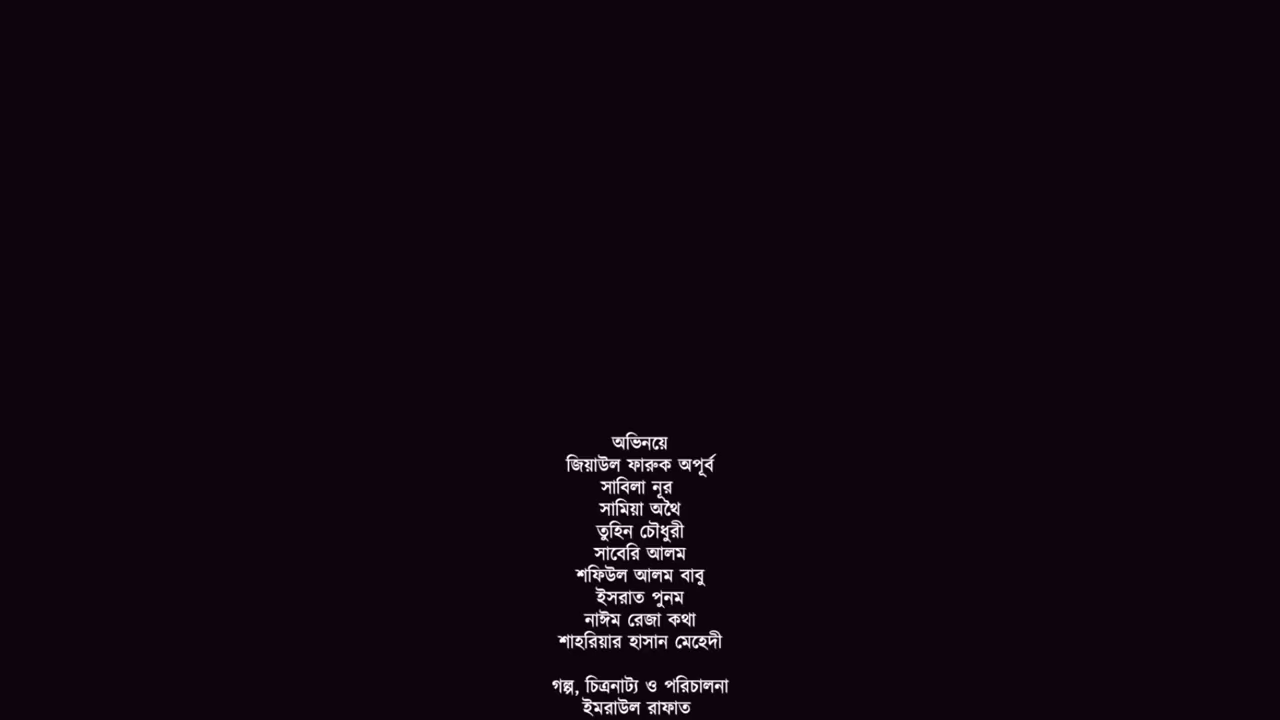 অভিনয়ে
জিয়াউল ফারুক অপূর্ব
সাবিলা নূর
সামিয়া অথৈ
তুহিন চৌধুরী
সাবেরি আলম
শফিউল আলম বাবু
ইসরাত পুনম
নাঈম রেজা কথা
শাহরিয়ার হাসান মেহেদী
গল্প, চিত্রনাট্য ও পরিচালনা
ইমরাউল রাফাত